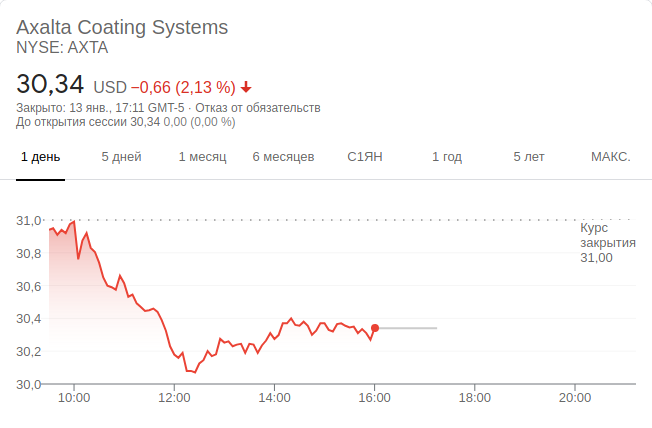 Axalta Coating Systems
NYSE: AXTA
30,34 USD −0,66 (2,13 %)
Закрыто: 13 янв., 17:11 GMT-5 · Отказ от обязательств
До открытия сессии 30,34 0,00 (0,00 %)
1 день 5 дней 1 месяц 6 месяцев С1ЯН 1 год 5 лет МАКС.
31,0
Курс
закрытия
31,00
30,8
30,6
30,4
30,2
30,0
10:00 12:00 14:00 16:00 18:00 20:00